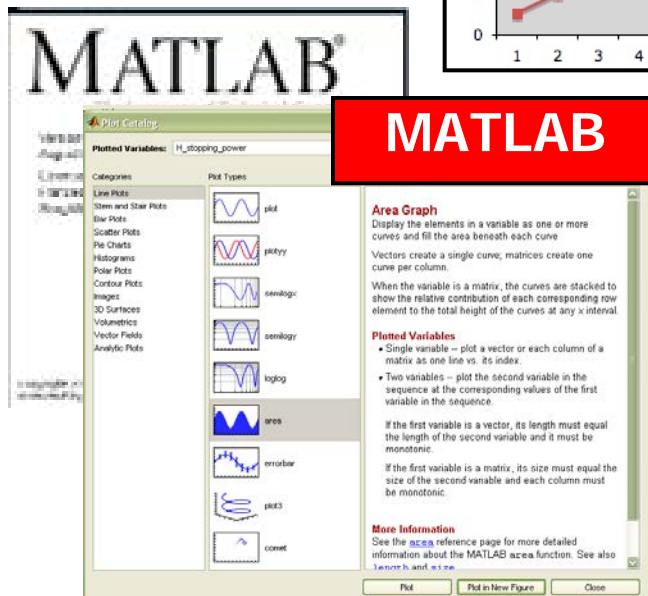 0
1 2 3 4
MATLAB®
MATLAB
Plot Catalog
Plotted Variables: H_stopping_power
Categories
Line Plots
Stem and Stair Plots
Bar Plots
Scatter Plots
Pie Charts
Histograms
Polar Plots
Contour Plots
Images
3D Surfaces
Volumetrics
Vector Fields
Analytic Plots
Plot Types
plot
plotyy
semilogx
semilogy
loglog
area
errorbar
plot3
comet
Area Graph
Display the elements in a variable as one or more
curves and fill the area beneath each curve
Vectors create a single curve; matrices create one
curve per column.
When the variable is a matrix, the curves are stacked to
show the relative contribution of each corresponding row
element to the total height of the curves at any x interval.
Plotted Variables
• Single variable -- plot a vector or each column of a
matrix as one line vs. its index.
• Two variables -- plot the second variable in the
sequence at the corresponding values of the first
variable in the sequence.
If the first variable is a vector, its length must equal
the length of the second variable and it must be
monotonic.
If the first variable is a matrix, its size must equal the
size of the second variable and each column must
be monotonic.
More Information
See the area reference page for more detailed
information about the MATLAB area function. See also
length and size
Plot Plot in New Figure Close